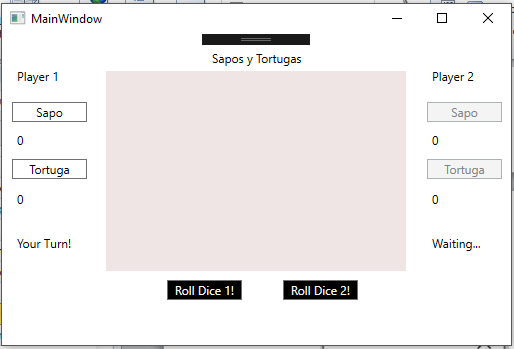 MainWindow
Sapos y Tortugas
Player 1
Player 2
Sapo
Sapo
0
0
Tortuga
Tortuga
0
0
Your Turn!
Waiting...
Roll Dice 1!
Roll Dice 2!